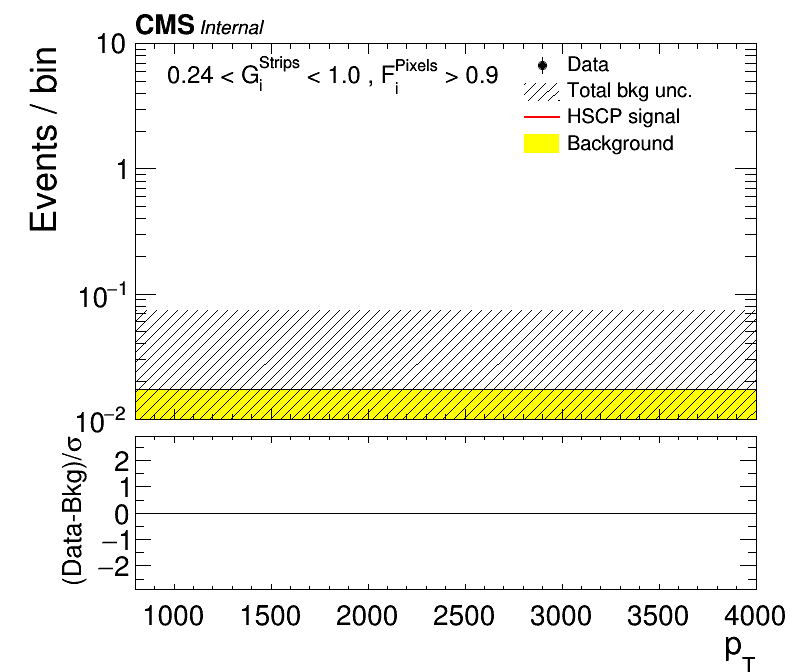 CMS Internal
Events / bin
10
1
10⁻¹
10⁻²
0.24 < G_i^Strips < 1.0 , F_i^Pixels > 0.9
Data
Total bkg unc.
HSCP signal
Background
(Data-Bkg)/σ
2
1
0
−1
−2
1000 1500 2000 2500 3000 3500 4000
p_T